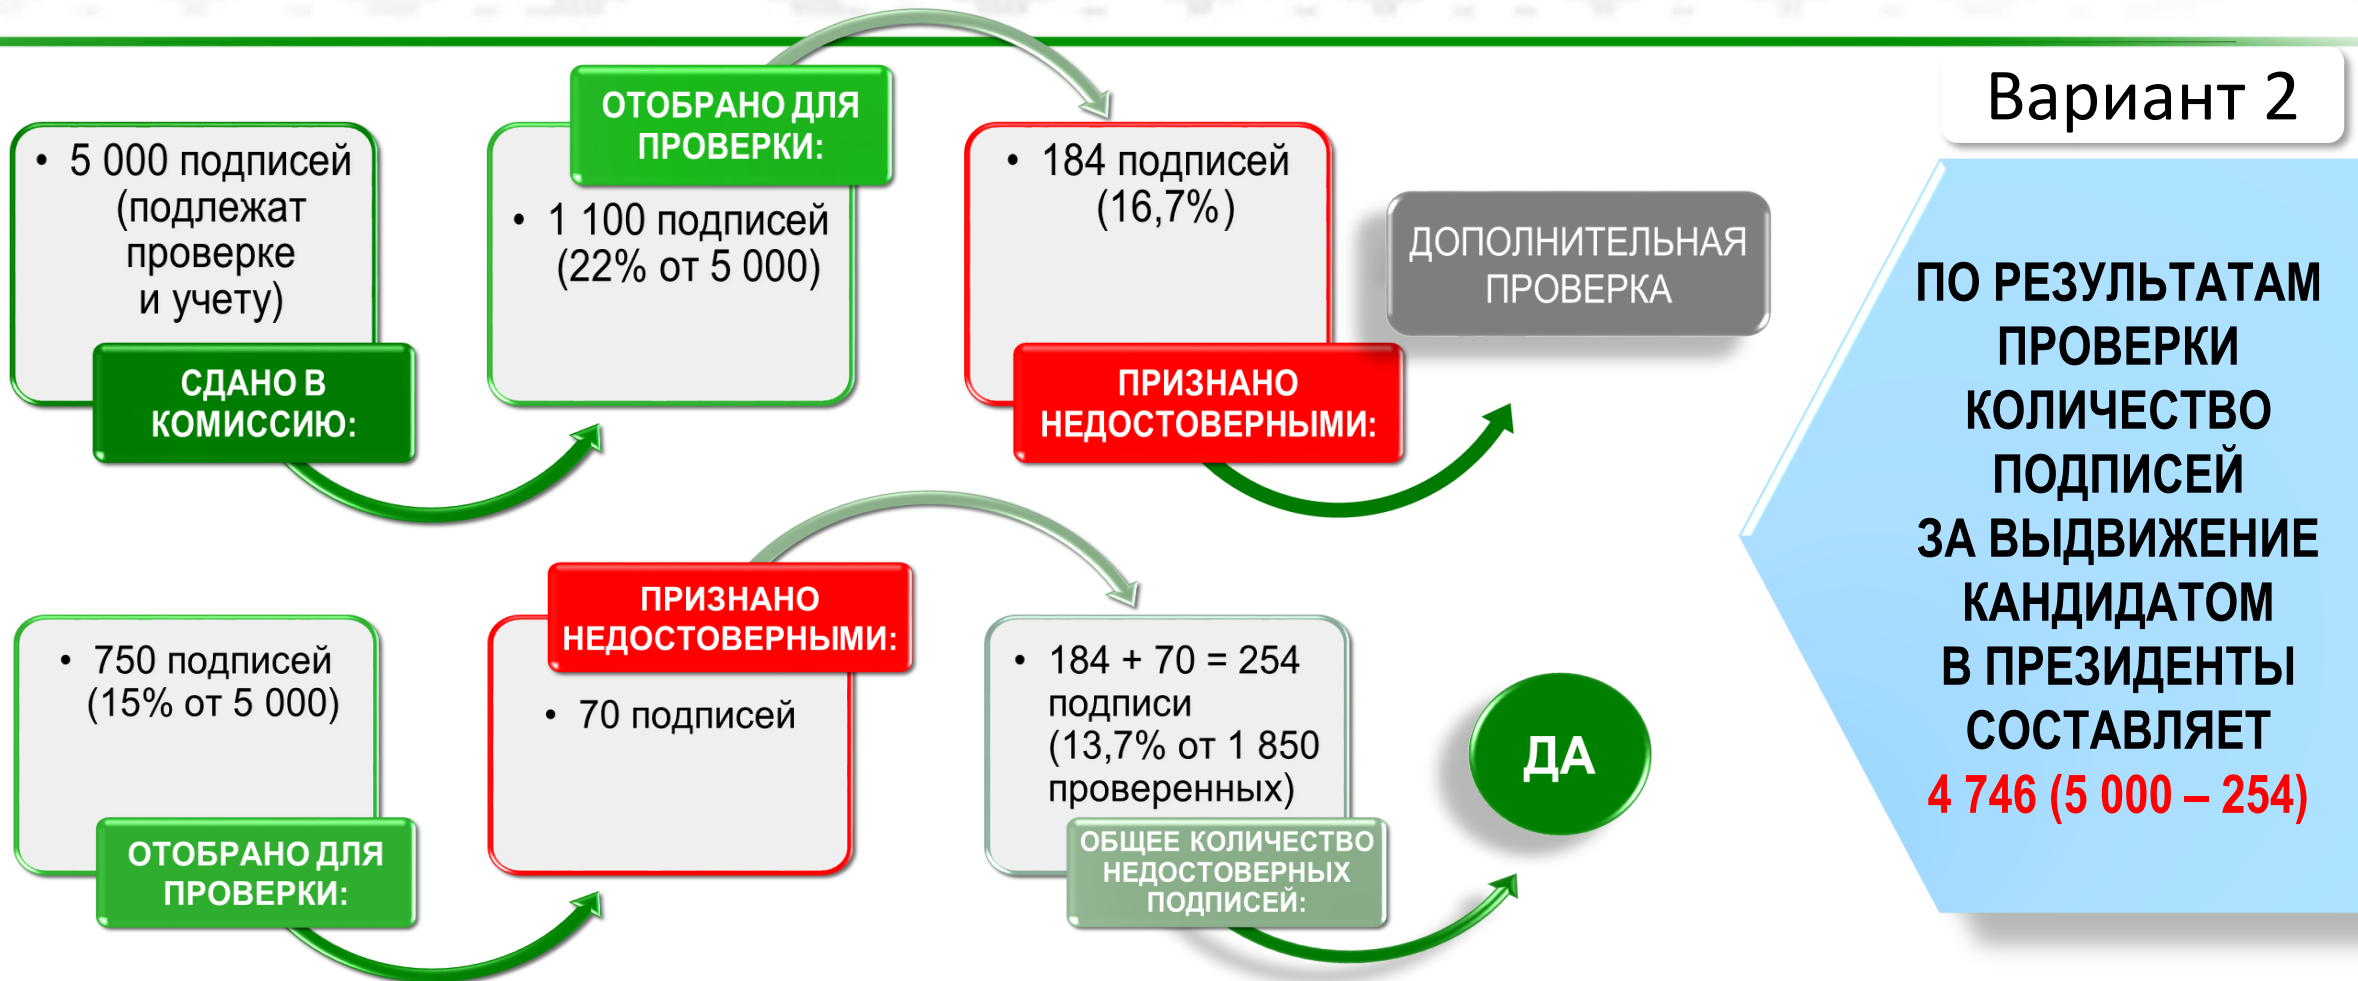 Вариант 2
• 5 000 подписей
(подлежат
проверке
и учету)
СДАНО В
КОМИССИЮ:
ОТОБРАНО ДЛЯ
ПРОВЕРКИ:
• 1 100 подписей
(22% от 5 000)
• 184 подписей
(16,7%)
ПРИЗНАНО
НЕДОСТОВЕРНЫМИ:
ДОПОЛНИТЕЛЬНАЯ
ПРОВЕРКА
• 750 подписей
(15% от 5 000)
ОТОБРАНО ДЛЯ
ПРОВЕРКИ:
ПРИЗНАНО
НЕДОСТОВЕРНЫМИ:
• 70 подписей
• 184 + 70 = 254
подписи
(13,7% от 1 850
проверенных)
ОБЩЕЕ КОЛИЧЕСТВО
НЕДОСТОВЕРНЫХ
ПОДПИСЕЙ:
ДА
ПО РЕЗУЛЬТАТАМ
ПРОВЕРКИ
КОЛИЧЕСТВО
ПОДПИСЕЙ
ЗА ВЫДВИЖЕНИЕ
КАНДИДАТОМ
В ПРЕЗИДЕНТЫ
СОСТАВЛЯЕТ
4 746 (5 000 – 254)